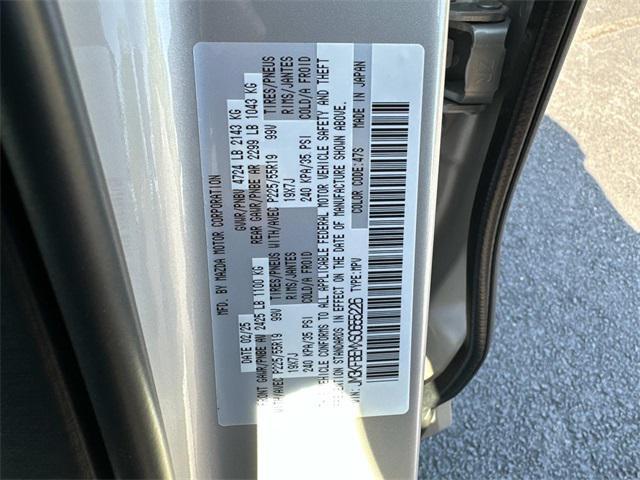 MFD. BY MAZDA MOTOR CORPORATION
DATE 02/25 GVWR/PNBV 4724 LB 2143 KG
FRONT GAWR/PNBE AV 2425 LB 1100 KG REAR GAWR/PNBE AR 2299 LB 1043 KG
WITH/AVEC P225/55R19 99V TIRES/PNEUS WITH/AVEC P225/55R19 99V TIRES/PNEUS
19X7J RIMS/JANTES 19X7J RIMS/JANTES
240 KPA/35 PSI COLD/A FROID 240 KPA/35 PSI COLD/A FROID
VEHICLE CONFORMS TO ALL APPLICABLE FEDERAL MOTOR VEHICLE SAFETY AND THEFT
STANDARDS IN EFFECT ON THE DATE OF MANUFACTURE SHOWN ABOVE.
TYPE:MPV COLOR CODE:47S MADE IN JAPAN